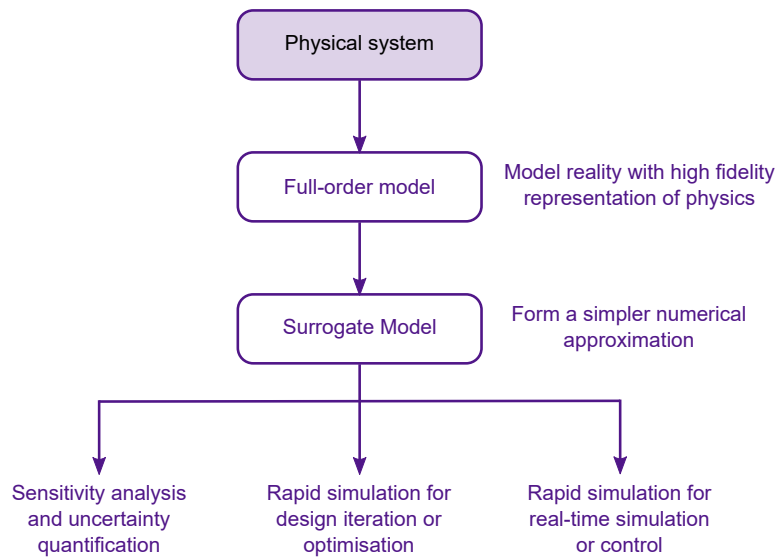 Physical system
Full-order model
Model reality with high fidelity
representation of physics
Surrogate Model
Form a simpler numerical
approximation
Sensitivity analysis
and uncertainty
quantification
Rapid simulation for
design iteration or
optimisation
Rapid simulation for
real-time simulation
or control